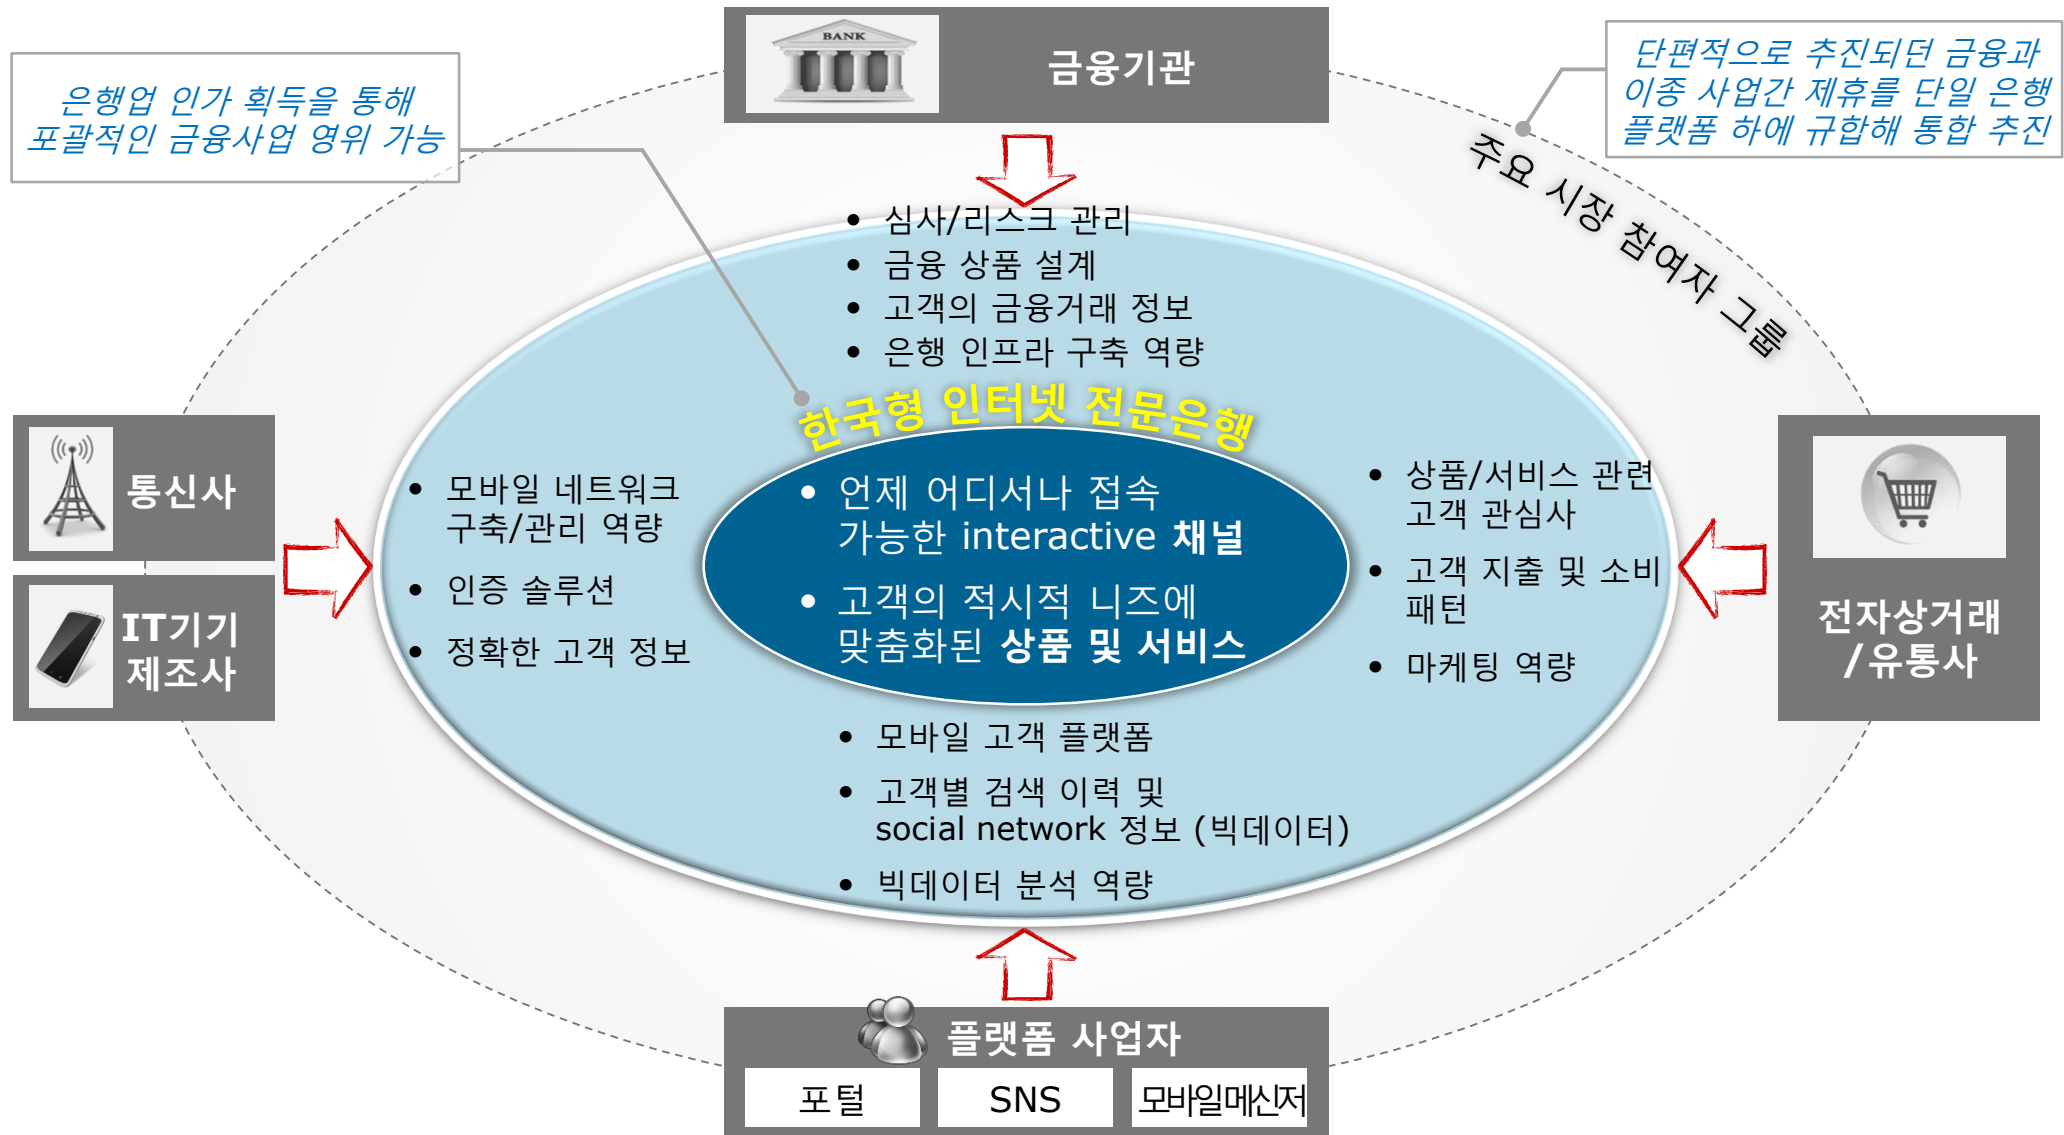 BANK
금융기관
은행업 인가 획득을 통해
포괄적인 금융사업 영위 가능
단편적으로 추진되던 금융과
이종 사업간 제휴를 단일 은행
플랫폼 하에 규합해 통합 추진
주요 시장 참여자 그룹
• 심사/리스크 관리
• 금융 상품 설계
• 고객의 금융거래 정보
• 은행 인프라 구축 역량
한국형 인터넷 전문은행
통신사
IT기기
제조사
• 모바일 네트워크
구축/관리 역량
• 인증 솔루션
• 정확한 고객 정보
• 언제 어디서나 접속
가능한 interactive 채널
• 고객의 적시적 니즈에
맞춤화된 상품 및 서비스
• 상품/서비스 관련
고객 관심사
• 고객 지출 및 소비
패턴
• 마케팅 역량
전자상거래
/유통사
• 모바일 고객 플랫폼
• 고객별 검색 이력 및
social network 정보 (빅데이터)
• 빅데이터 분석 역량
플랫폼 사업자
포털
SNS
모바일메신저